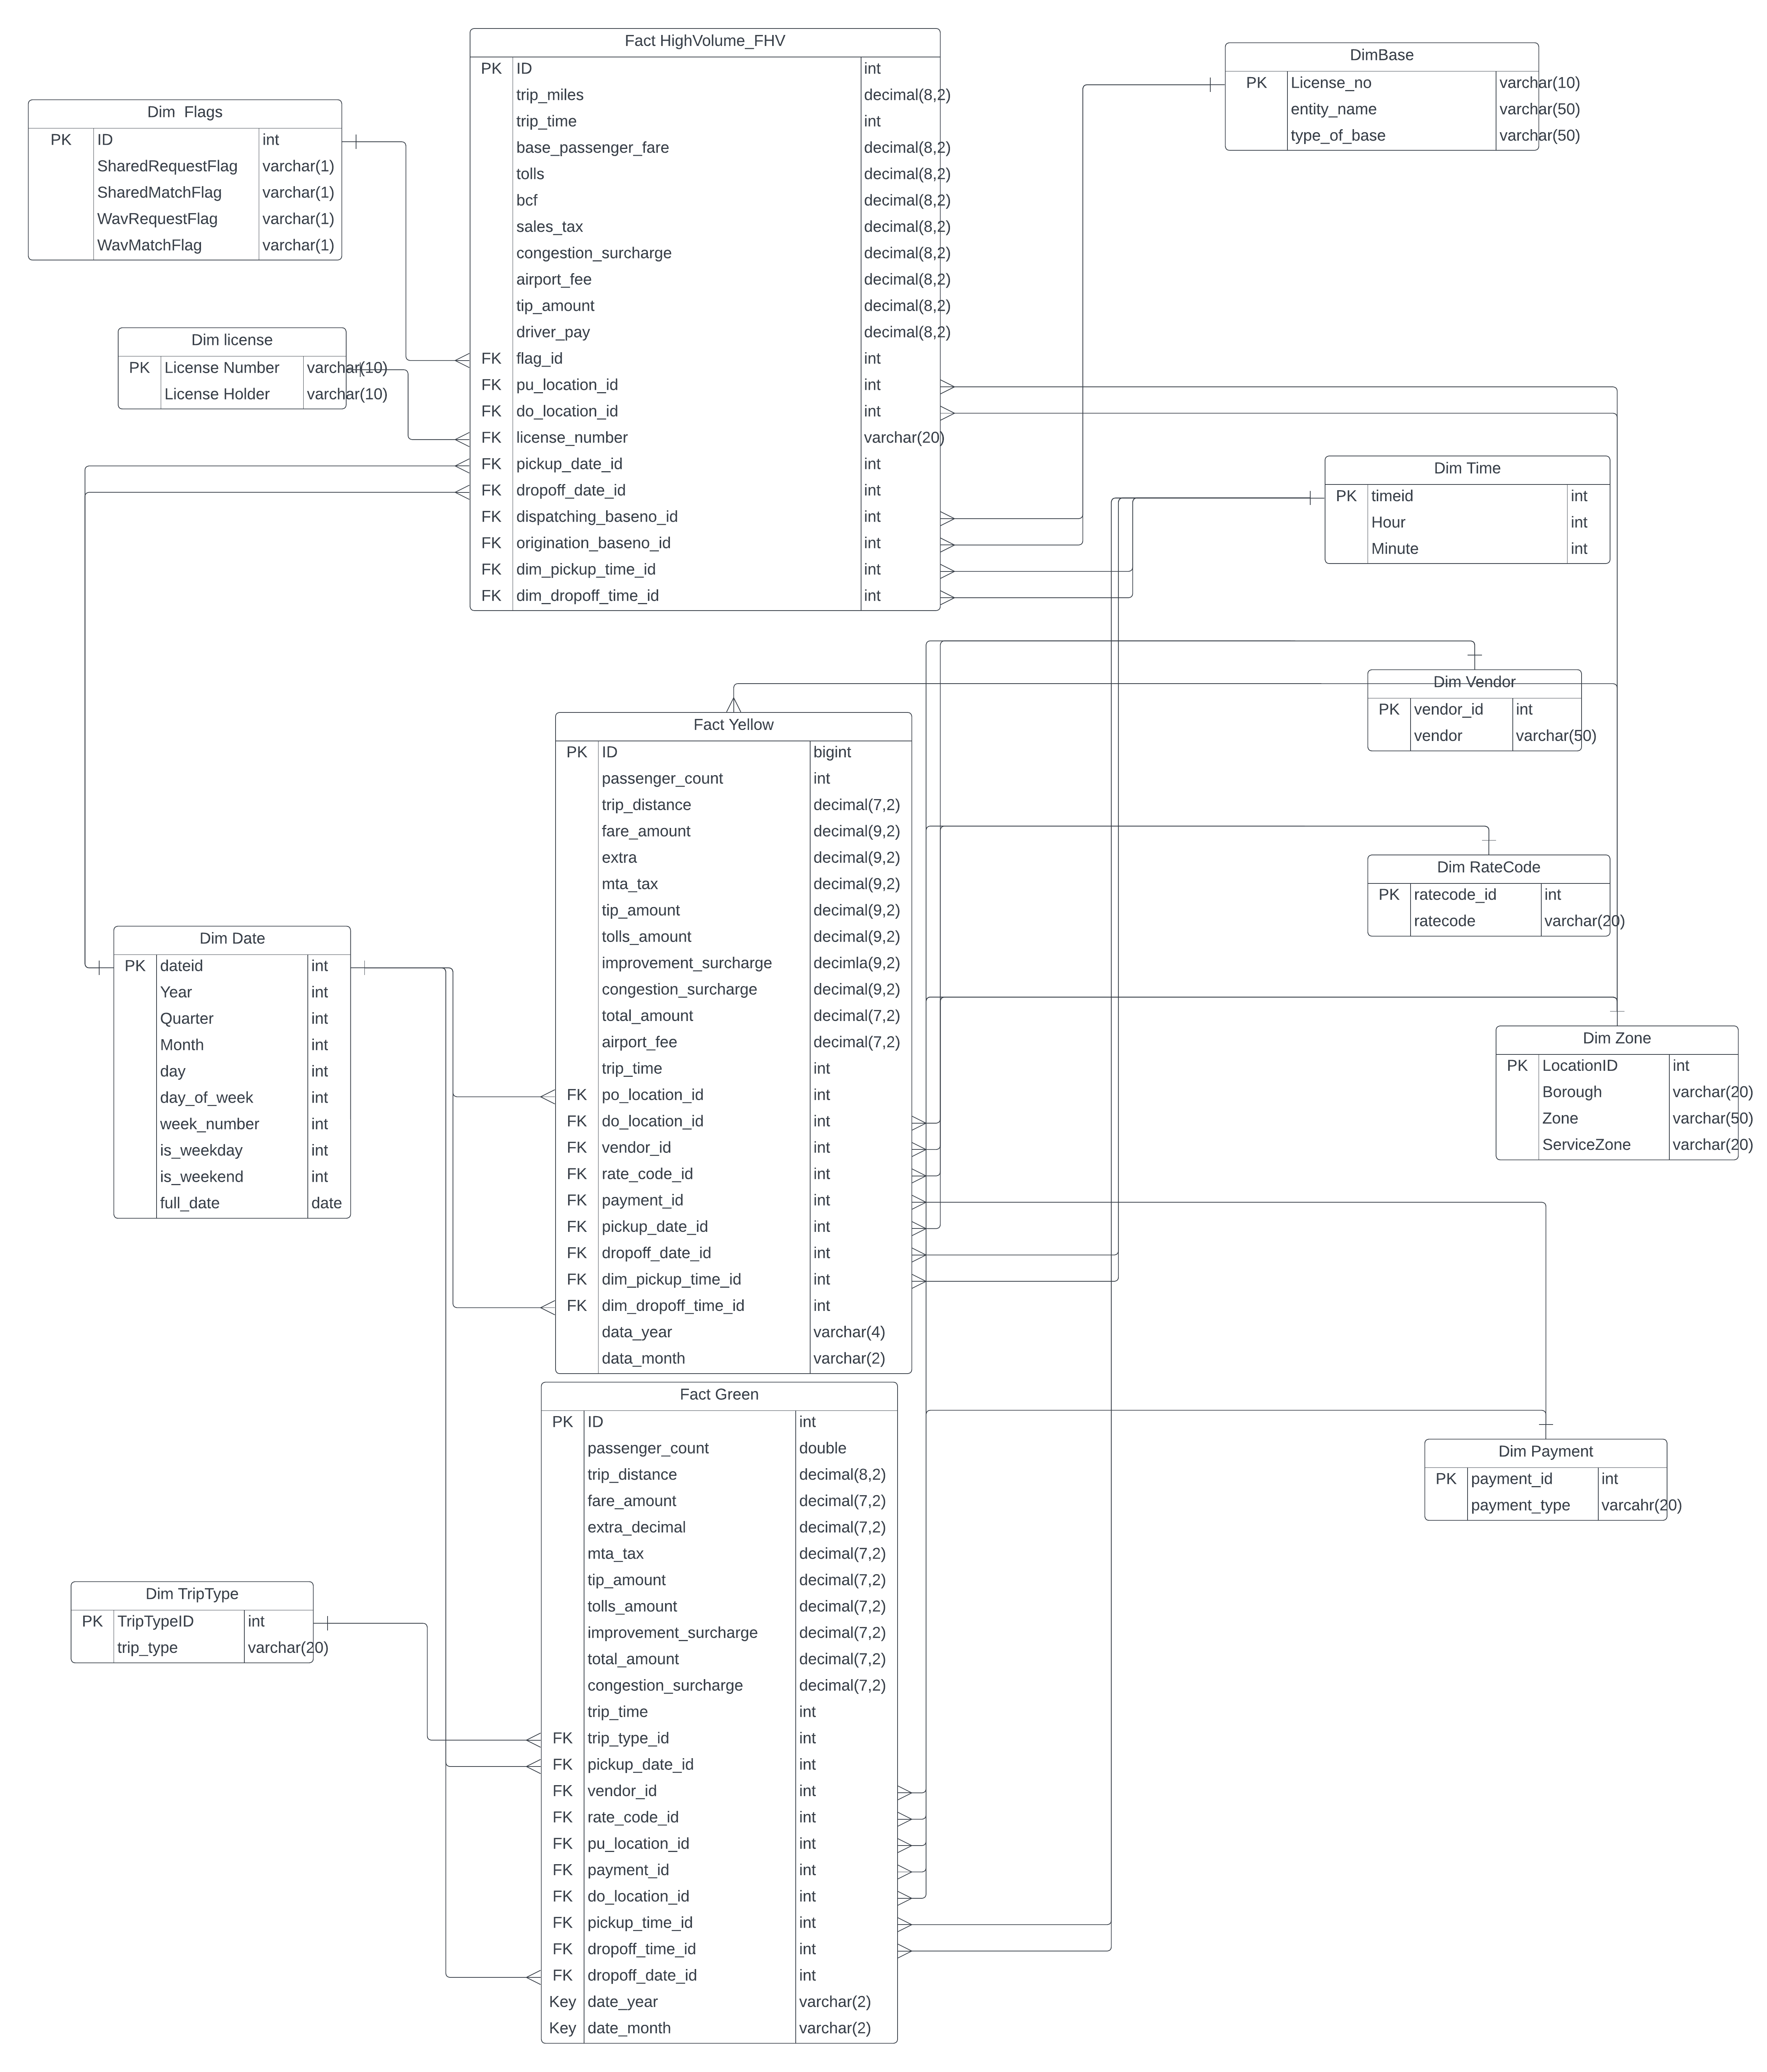 Fact HighVolume_FHV
PK ID int
trip_miles decimal(8,2)
trip_time int
base_passenger_fare decimal(8,2)
tolls decimal(8,2)
bcf decimal(8,2)
sales_tax decimal(8,2)
congestion_surcharge decimal(8,2)
airport_fee decimal(8,2)
tip_amount decimal(8,2)
driver_pay decimal(8,2)
FK flag_id int
FK pu_location_id int
FK do_location_id int
FK license_number varchar(20)
FK pickup_date_id int
FK dropoff_date_id int
FK dispatching_baseno_id int
FK origination_baseno_id int
FK dim_pickup_time_id int
FK dim_dropoff_time_id int
DimBase
PK License_no varchar(10)
entity_name varchar(50)
type_of_base varchar(50)
Dim Flags
PK ID int
SharedRequestFlag varchar(1)
SharedMatchFlag varchar(1)
WavRequestFlag varchar(1)
WavMatchFlag varchar(1)
Dim license
PK License Number varchar(10)
License Holder varchar(10)
Dim Time
PK timeid int
Hour int
Minute int
Dim Vendor
PK vendor_id int
vendor varchar(50)
Fact Yellow
PK ID bigint
passenger_count int
trip_distance decimal(7,2)
fare_amount decimal(9,2)
extra decimal(9,2)
mta_tax decimal(9,2)
tip_amount decimal(9,2)
tolls_amount decimal(9,2)
improvement_surcharge decimla(9,2)
congestion_surcharge decimal(9,2)
total_amount decimal(7,2)
airport_fee decimal(7,2)
trip_time int
FK po_location_id int
FK do_location_id int
FK vendor_id int
FK rate_code_id int
FK payment_id int
FK pickup_date_id int
FK dropoff_date_id int
FK dim_pickup_time_id int
FK dim_dropoff_time_id int
data_year varchar(4)
data_month varchar(2)
Dim RateCode
PK ratecode_id int
ratecode varchar(20)
Dim Date
PK dateid int
Year int
Quarter int
Month int
day int
day_of_week int
week_number int
is_weekday int
is_weekend int
full_date date
Dim Zone
PK LocationID int
Borough varchar(20)
Zone varchar(50)
ServiceZone varchar(20)
Fact Green
PK ID int
passenger_count double
trip_distance decimal(8,2)
fare_amount decimal(7,2)
extra_decimal decimal(7,2)
mta_tax decimal(7,2)
tip_amount decimal(7,2)
tolls_amount decimal(7,2)
improvement_surcharge decimal(7,2)
total_amount decimal(7,2)
congestion_surcharge decimal(7,2)
trip_time int
FK trip_type_id int
FK pickup_date_id int
FK vendor_id int
FK rate_code_id int
FK pu_location_id int
FK payment_id int
FK do_location_id int
FK pickup_time_id int
FK dropoff_time_id int
FK dropoff_date_id int
Key date_year varchar(2)
Key date_month varchar(2)
Dim Payment
PK payment_id int
payment_type varcahr(20)
Dim TripType
PK TripTypeID int
trip_type varchar(20)